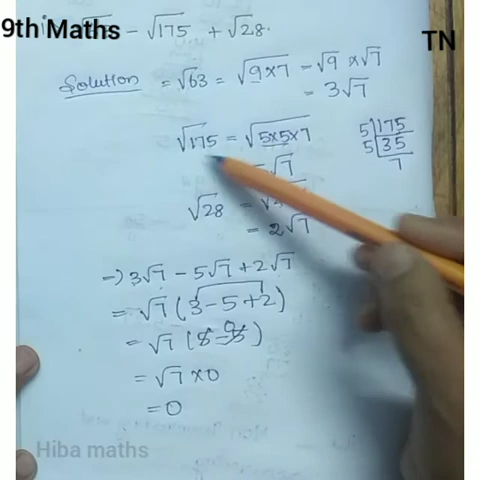 9th Maths
TN
- √175 + √28.
Solution = √63 = √9×7 = √9 × √7
= 3√7
√175 = √5×5×7
5|175
5|35
7
√7
√28 =
= 2√7
→) 3√7 - 5√7 + 2√7
= √7 (3-5+2)
= √7 (5-5)
= √7 × 0
= 0
Hiba maths